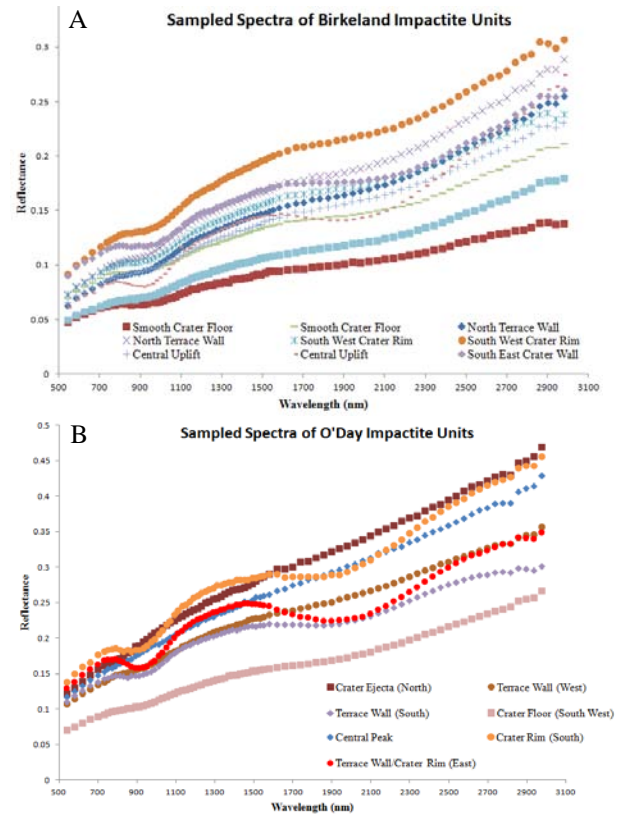 A
Sampled Spectra of Birkeland Impactite Units
0.3
0.25
0.2
0.15
0.1
0.05
0
Reflectance
Smooth Crater Floor Smooth Crater Floor North Terrace Wall
North Terrace Wall South West Crater Rim South West Crater Rim
Central Uplift Central Uplift South East Crater Wall
500 700 900 1100 1300 1500 1700 1900 2100 2300 2500 2700 2900 3100
Wavelength (nm)
B
Sampled Spectra of O'Day Impactite Units
0.5
0.45
0.4
0.35
0.3
0.25
0.2
0.15
0.1
0.05
0
Reflectance
Crater Ejecta (North) Terrace Wall (West)
Terrace Wall (South) Crater Floor (South West)
Central Peak Crater Rim (South)
Terrace Wall/Crater Rim (East)
500 700 900 1100 1300 1500 1700 1900 2100 2300 2500 2700 2900 3100
Wavelength (nm)